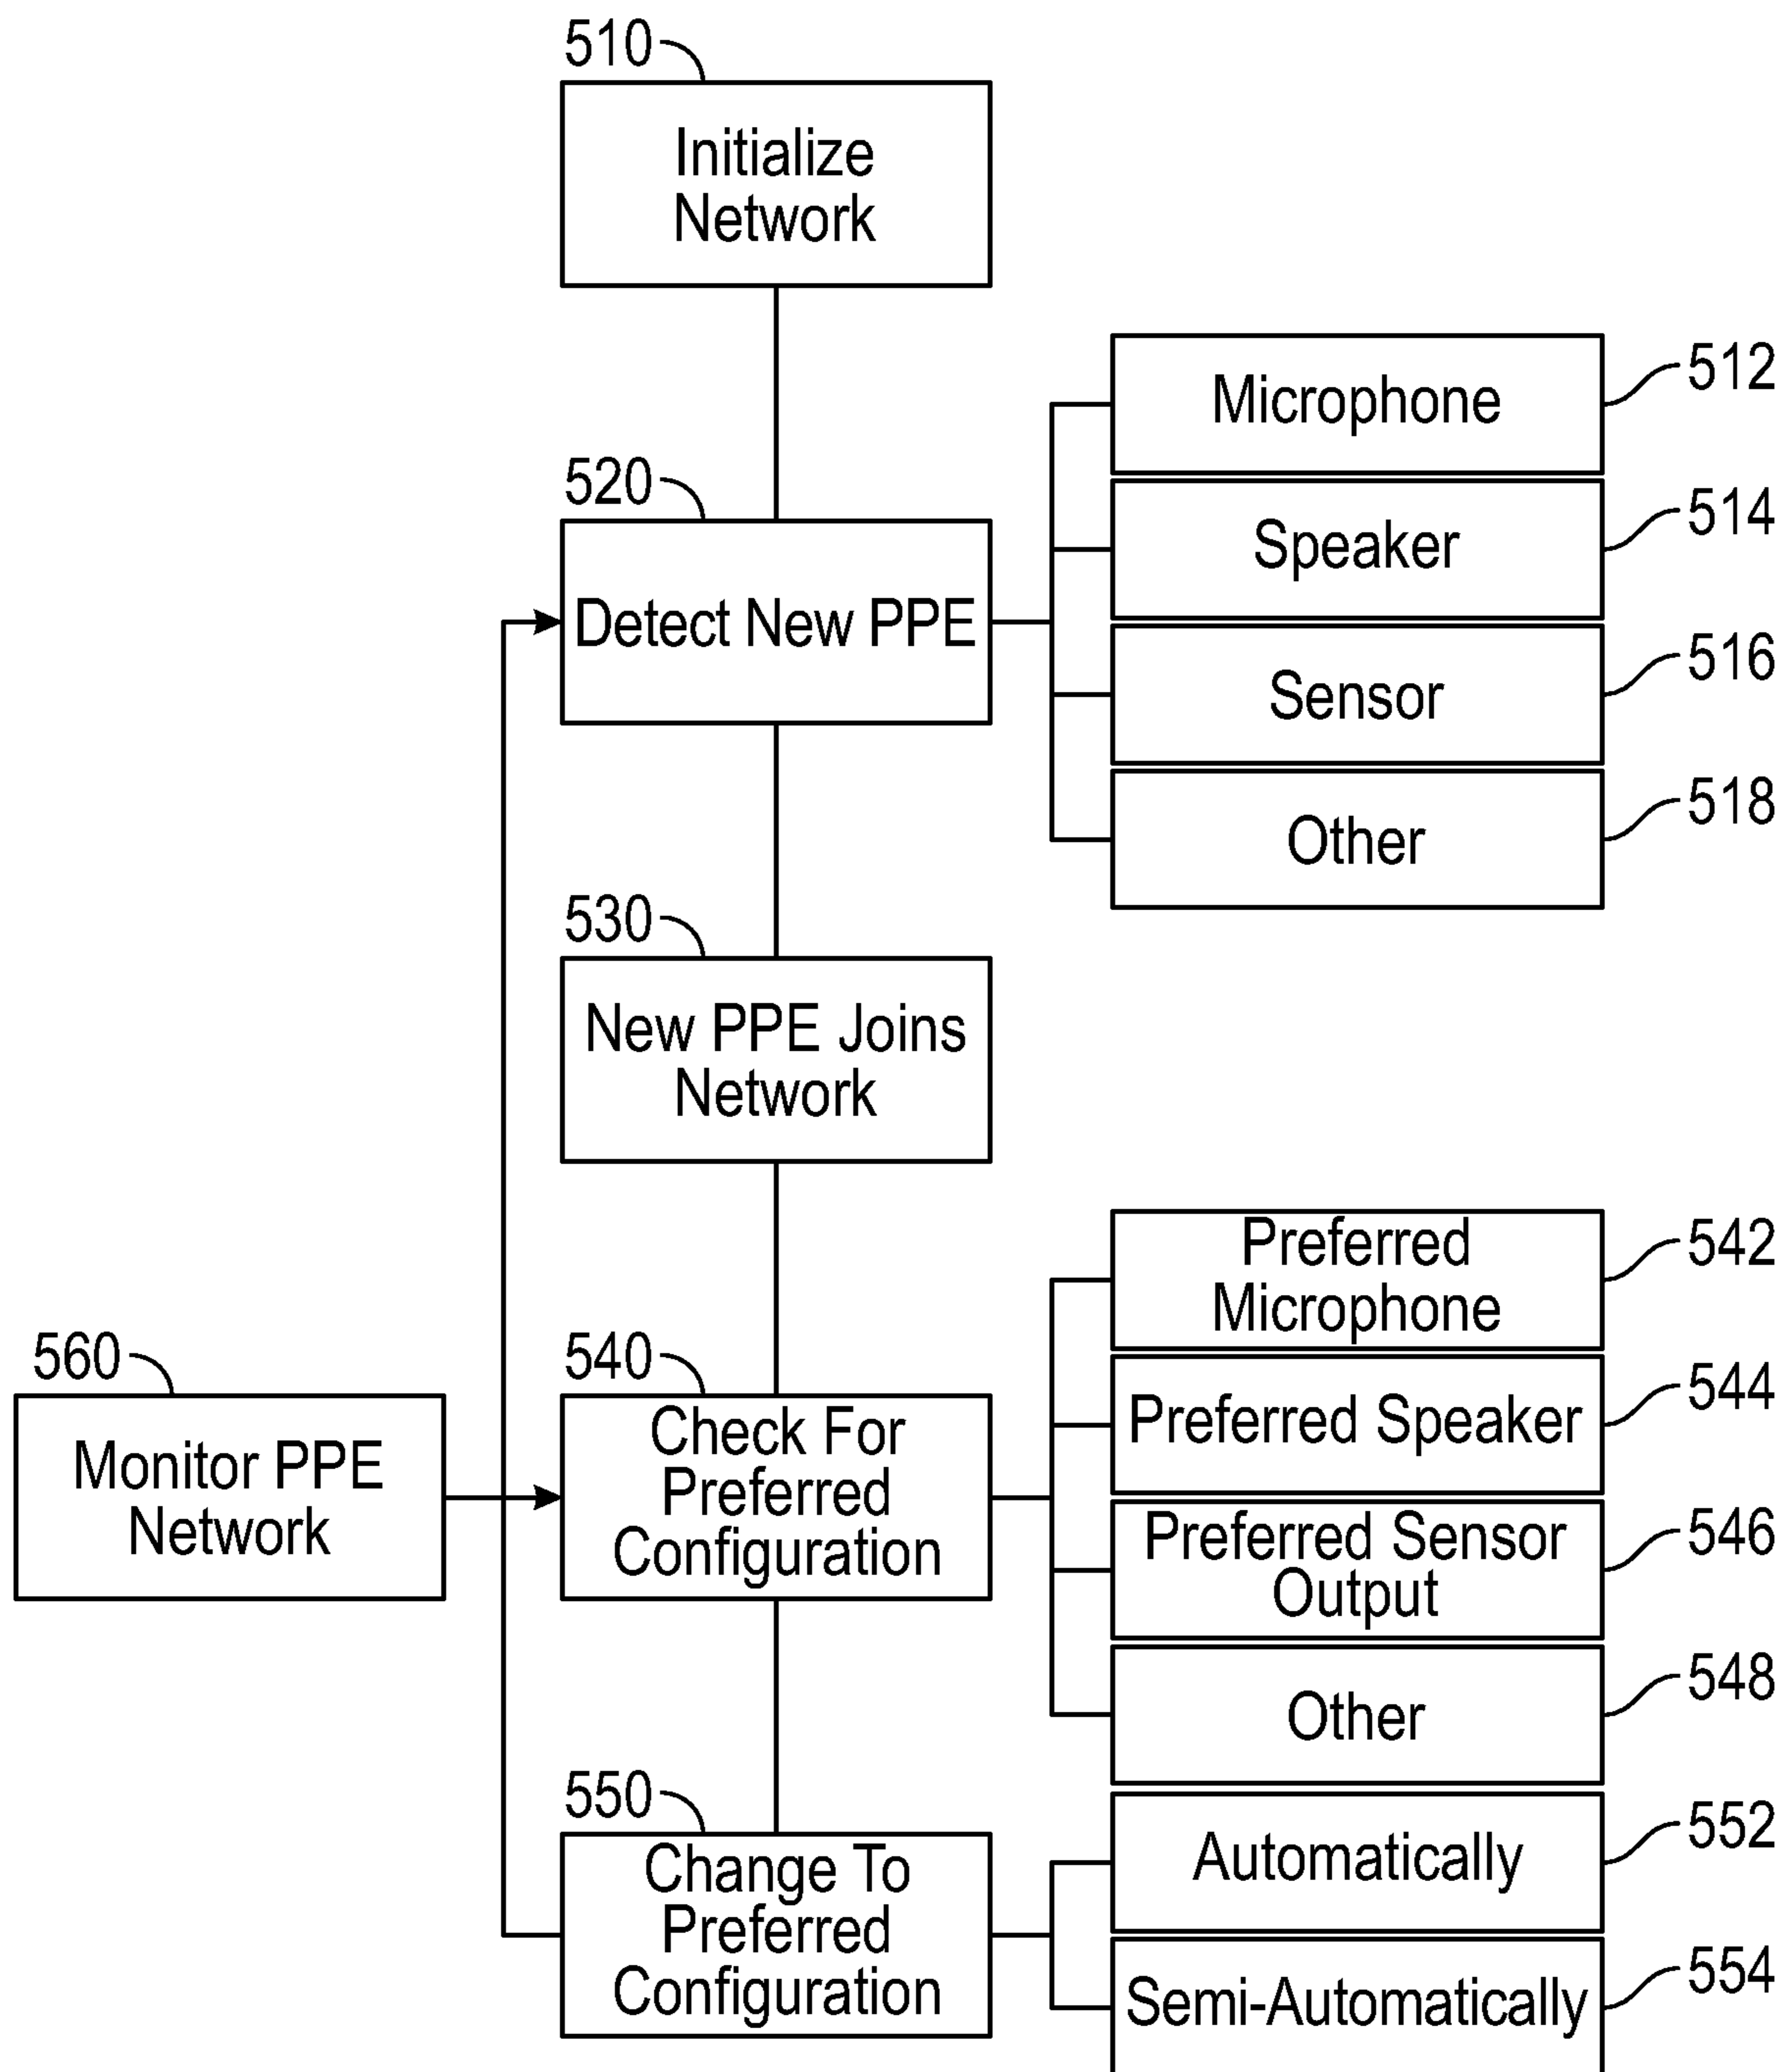 510
Initialize
Network
520
Detect New PPE
Microphone
512
Speaker
514
Sensor
516
Other
518
530
New PPE Joins
Network
560
Monitor PPE
Network
540
Check For
Preferred
Configuration
Preferred
Microphone
542
Preferred Speaker
544
Preferred Sensor
Output
546
Other
548
550
Change To
Preferred
Configuration
Automatically
552
Semi-Automatically
554